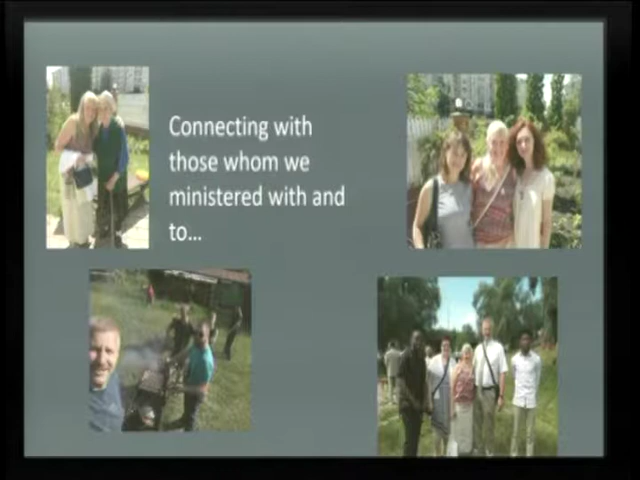 Connecting with
those whom we
ministered with and
to...